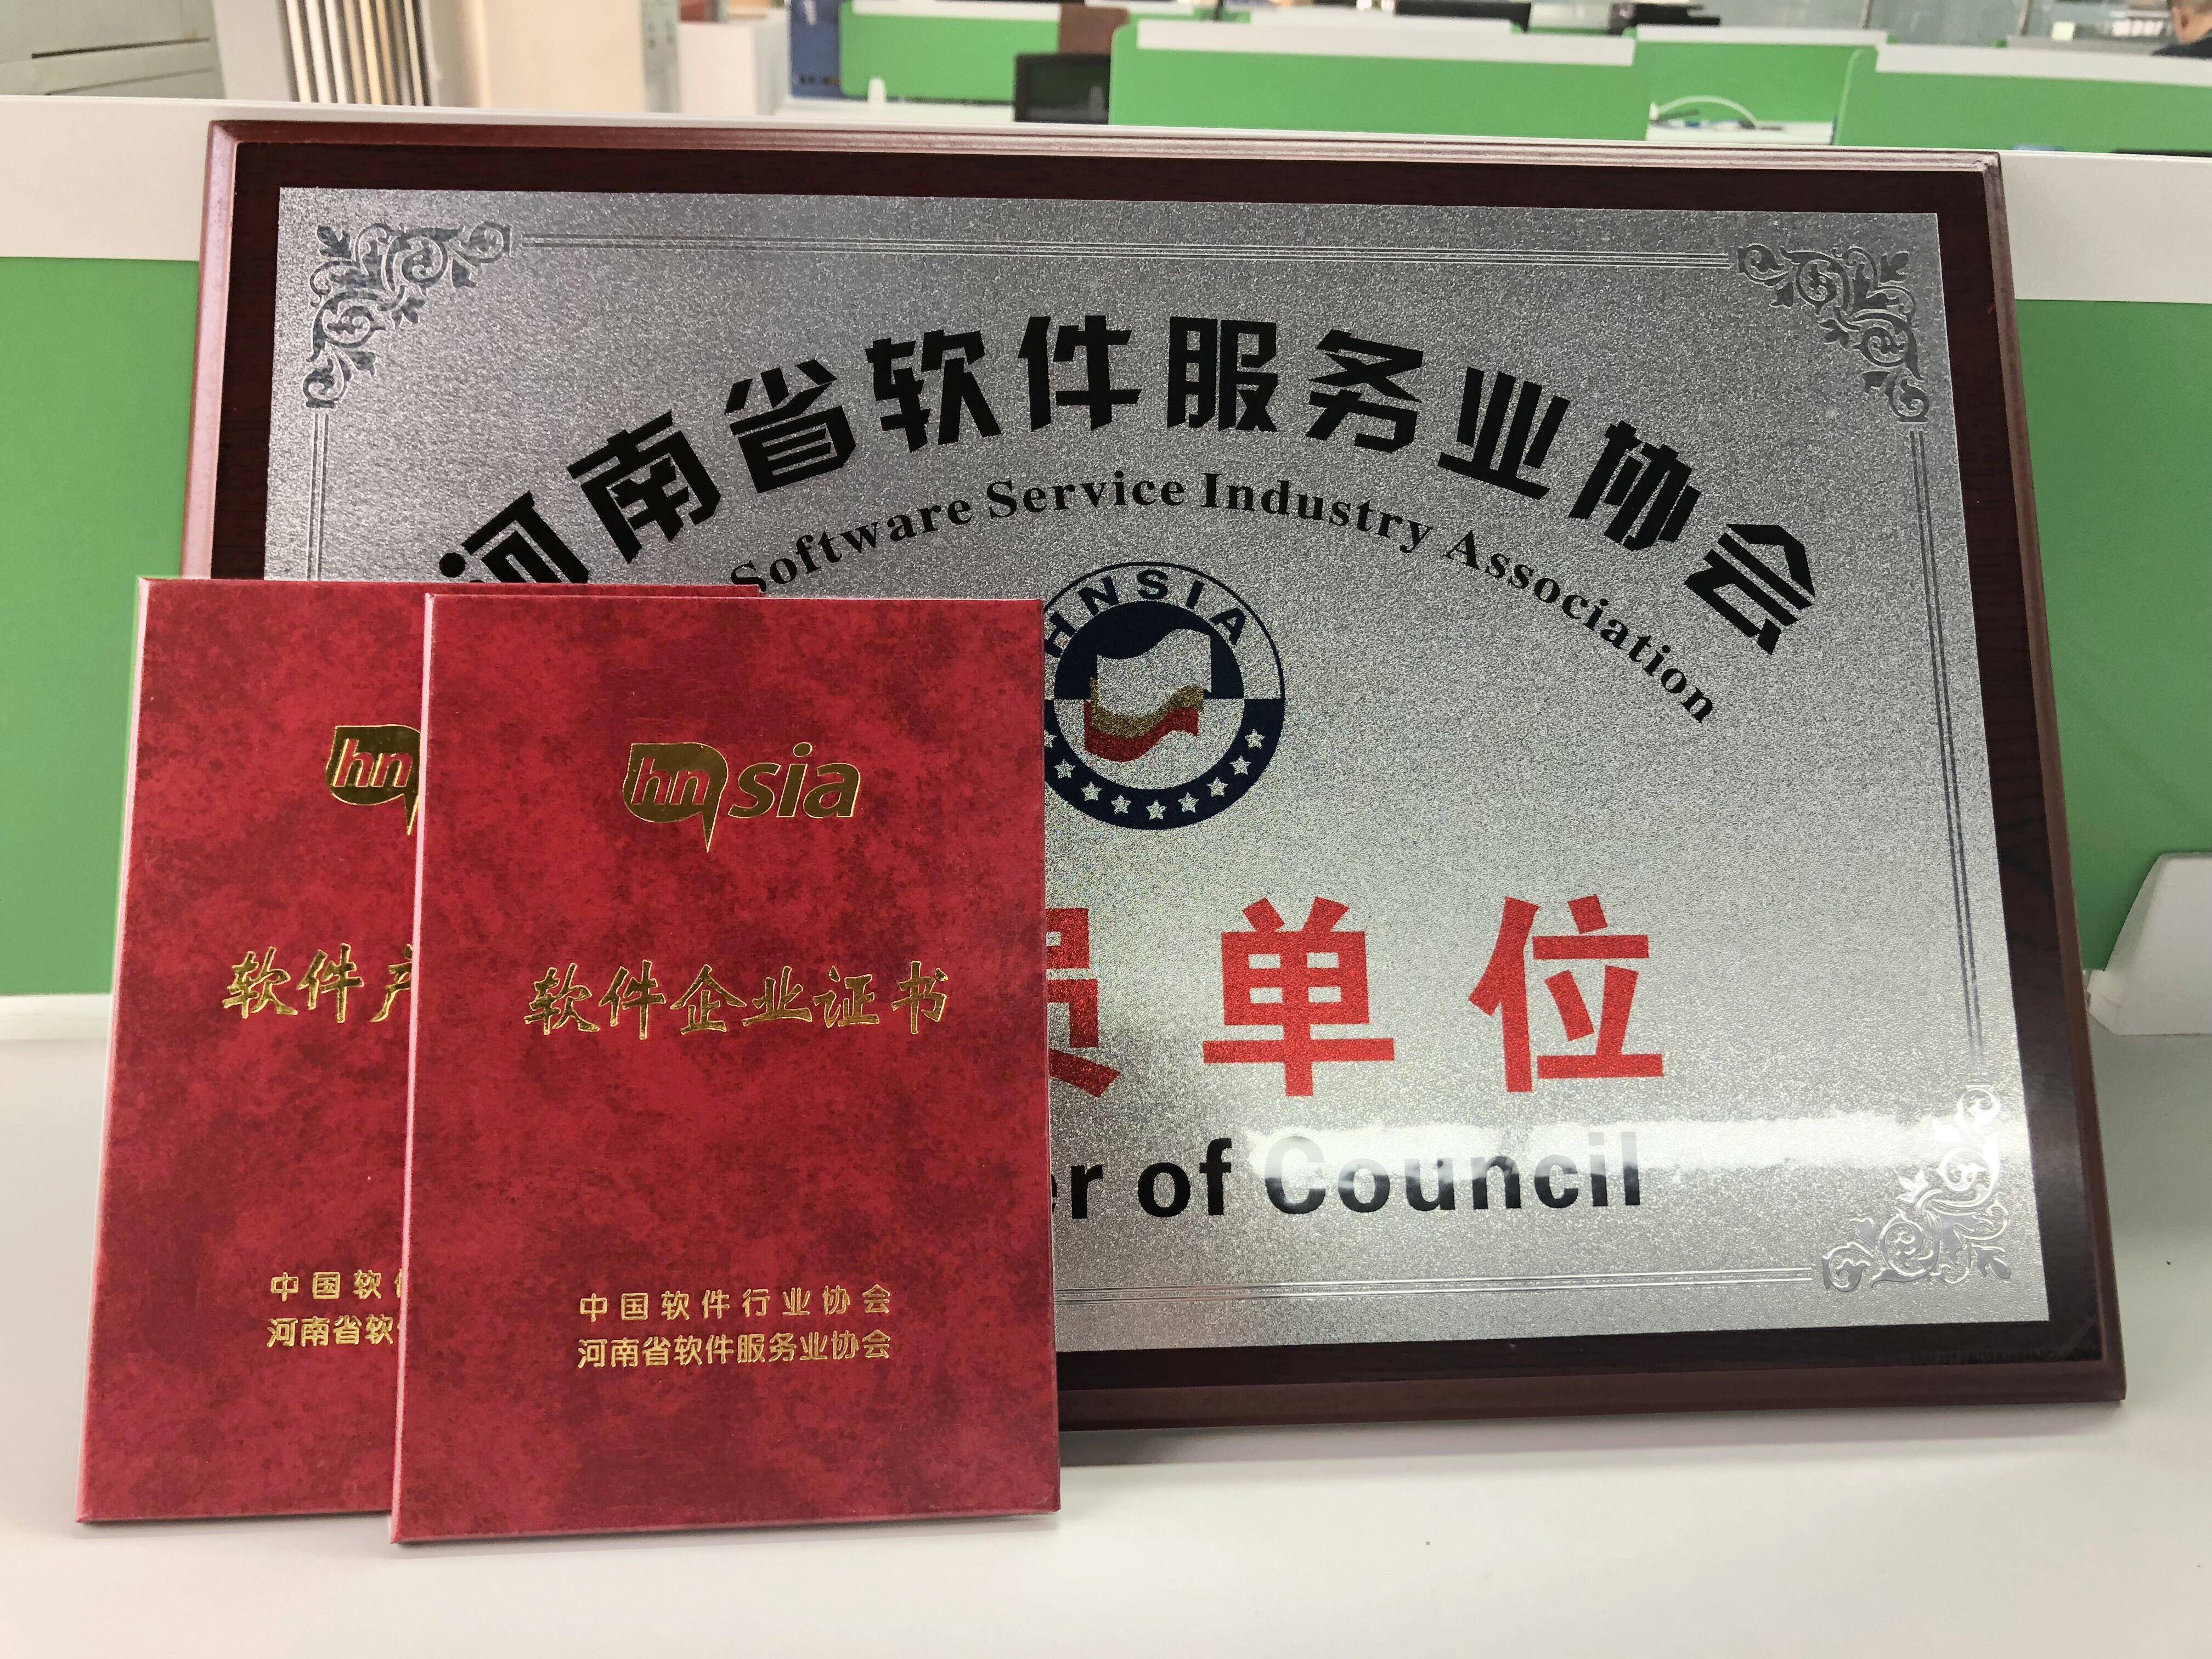 河南省软件服务业协会
Software Service Industry Association
HNSIA
员单位
of Council
hn
软件产
中国软件
河南省软
hnsia
软件企业证书
中国软件行业协会
河南省软件服务业协会